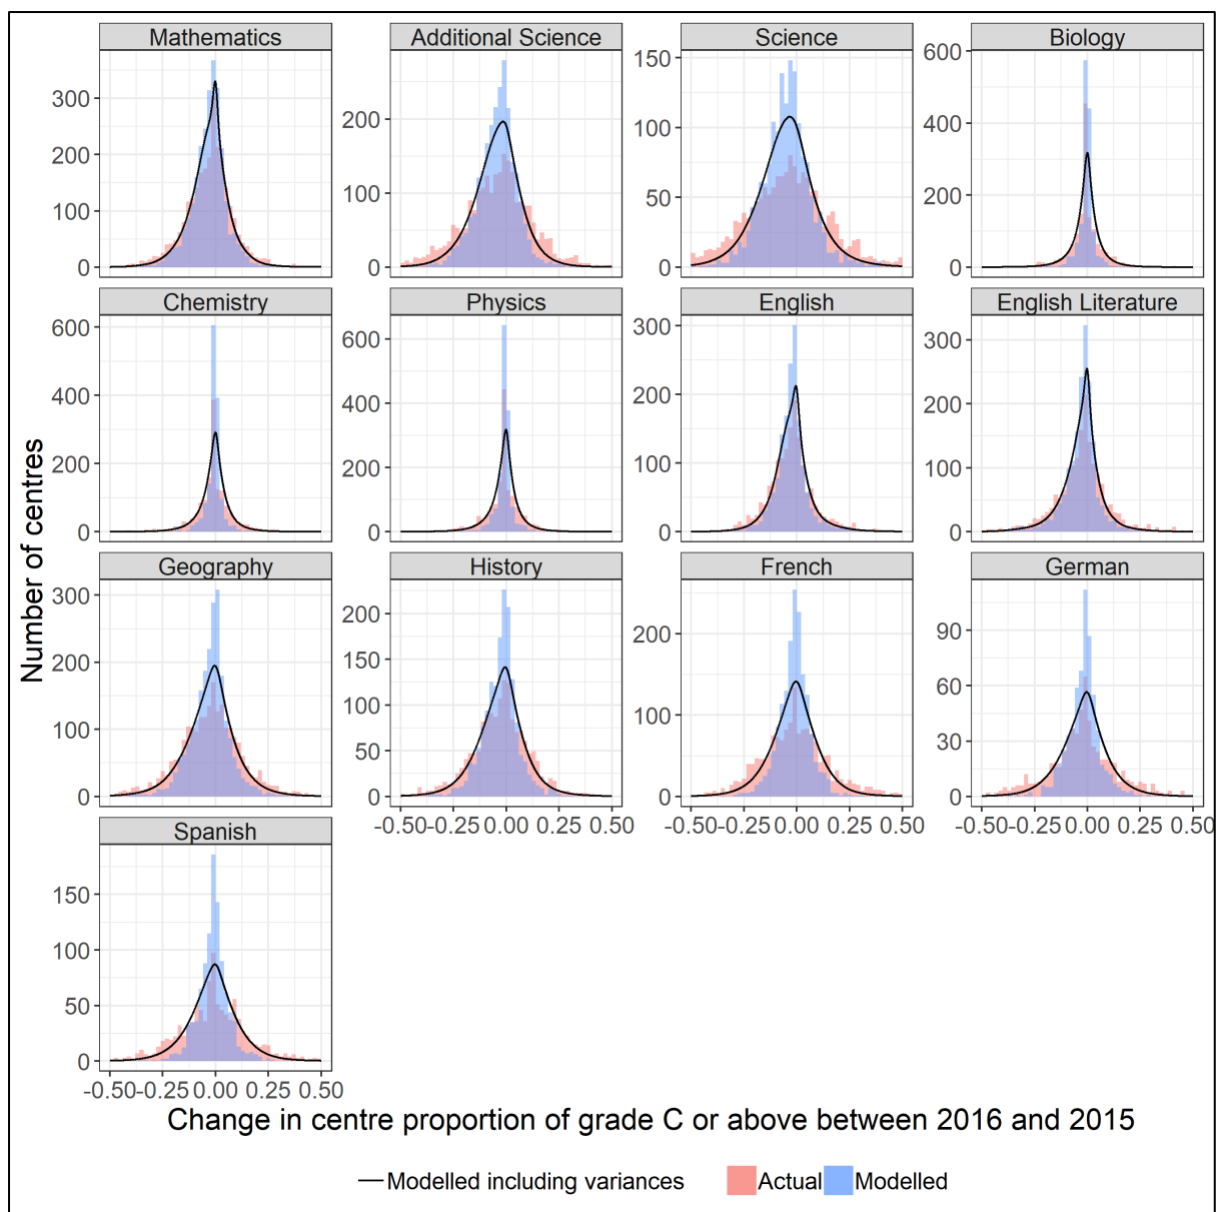 Mathematics
Additional Science
Science
Biology
300
200
100
0
200
100
0
150
100
50
0
600
400
200
0
Chemistry
Physics
English
English Literature
600
400
200
0
600
400
200
0
300
200
100
0
300
200
100
0
Geography
History
French
German
300
200
100
0
200
150
100
50
0
200
100
0
90
60
30
0
-0.50 -0.25 0.00 0.25 0.50
-0.50 -0.25 0.00 0.25 0.50
-0.50 -0.25 0.00 0.25 0.50
Spanish
150
100
50
0
-0.50 -0.25 0.00 0.25 0.50
Number of centres
Change in centre proportion of grade C or above between 2016 and 2015
Modelled including variances
Actual
Modelled